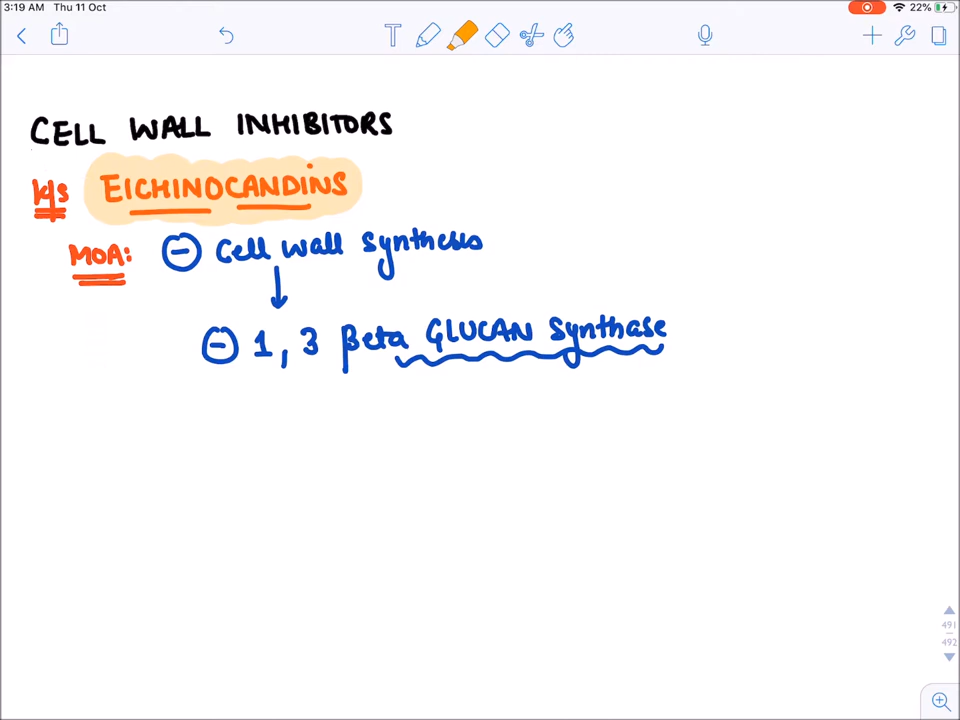 3:19 AM Thu 11 Oct 22%
T
CELL WALL INHIBITORS
k/s EICHINOCANDINS
MOA: ⊖ Cell wall synthesis
↓
⊖ 1, 3 Beta GLUCAN synthase
491
492